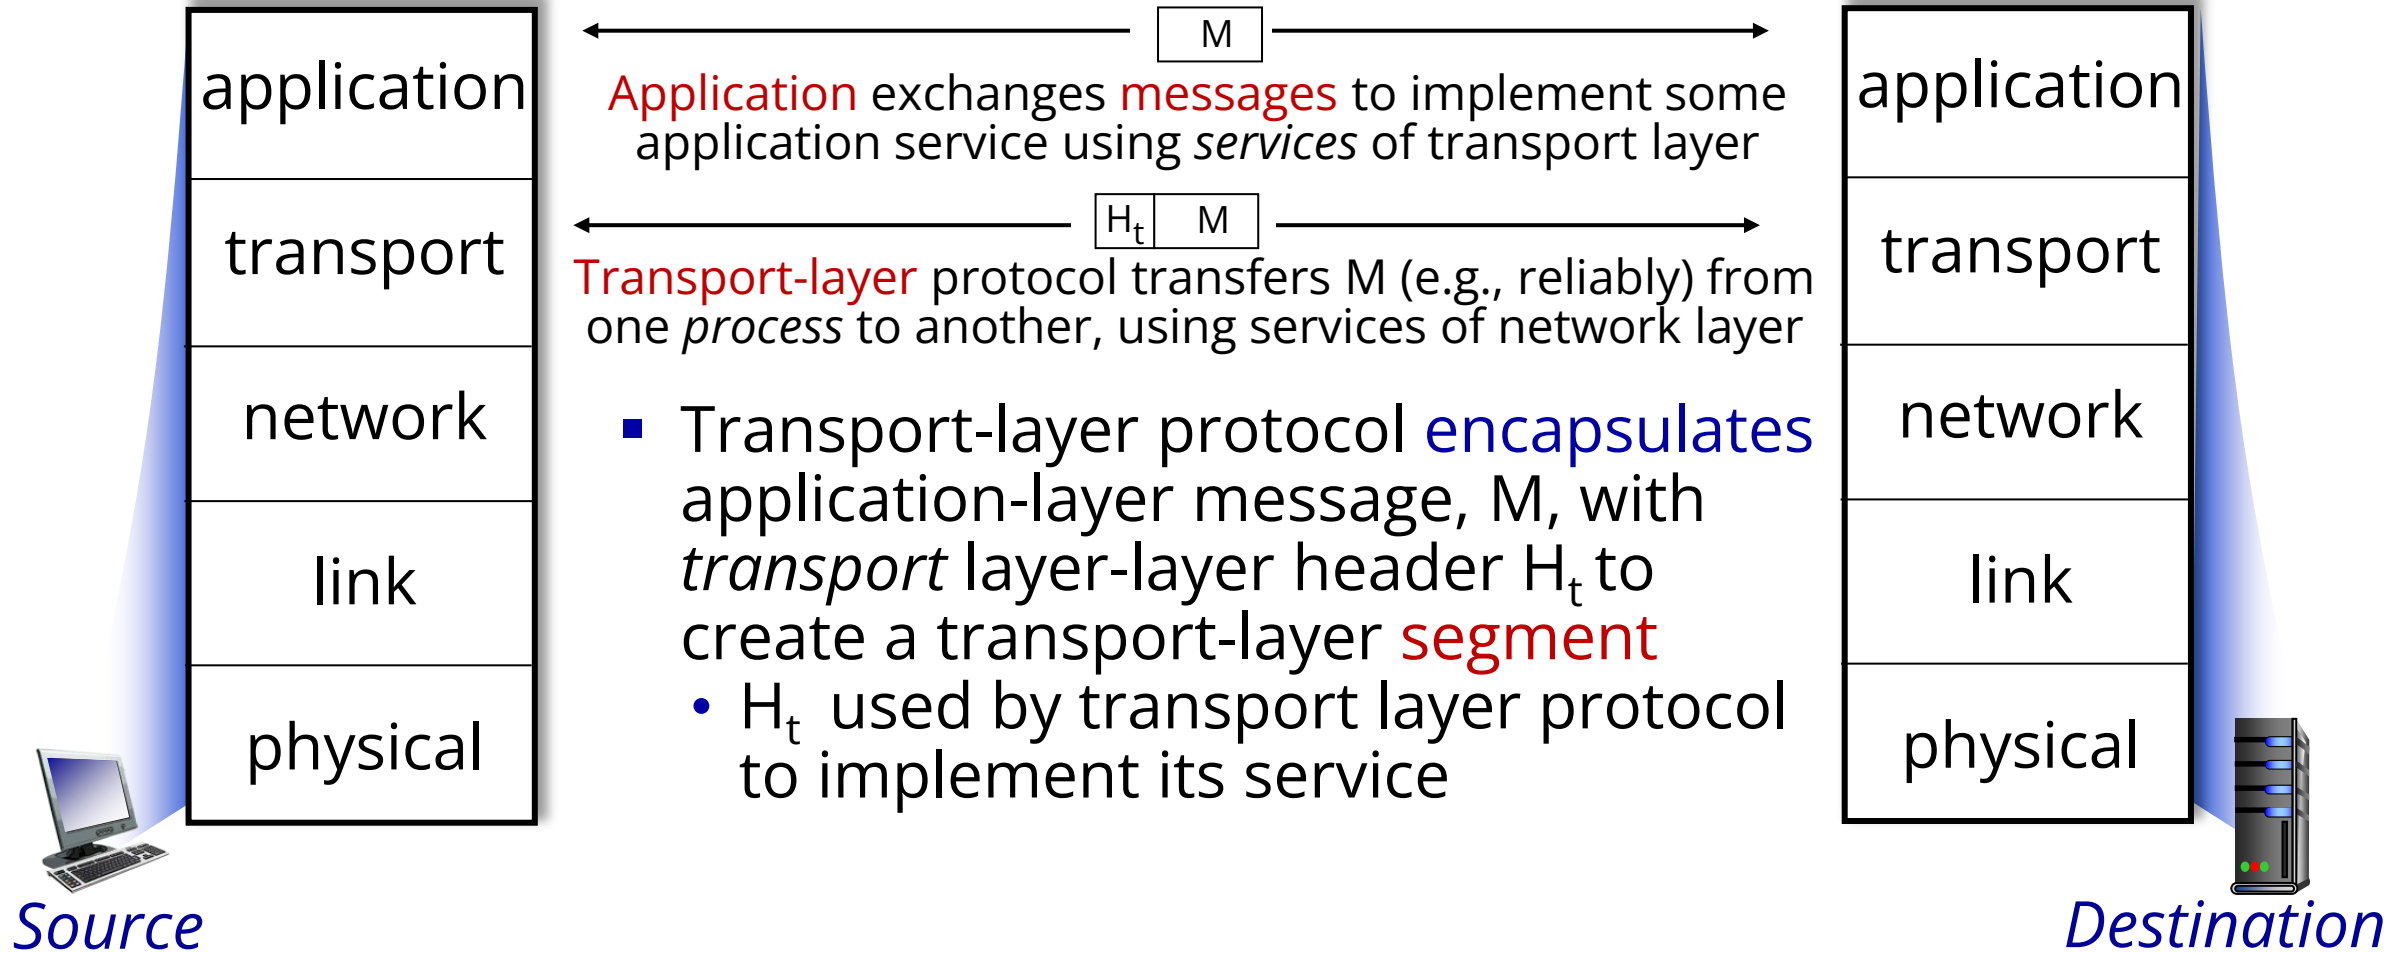 application
transport
network
link
physical
Source
M
Application exchanges messages to implement some
application service using services of transport layer
Ht M
Transport-layer protocol transfers M (e.g., reliably) from
one process to another, using services of network layer
▪ Transport-layer protocol encapsulates
application-layer message, M, with
transport layer-layer header Ht to
create a transport-layer segment
• Ht used by transport layer protocol
to implement its service
application
transport
network
link
physical
Destination